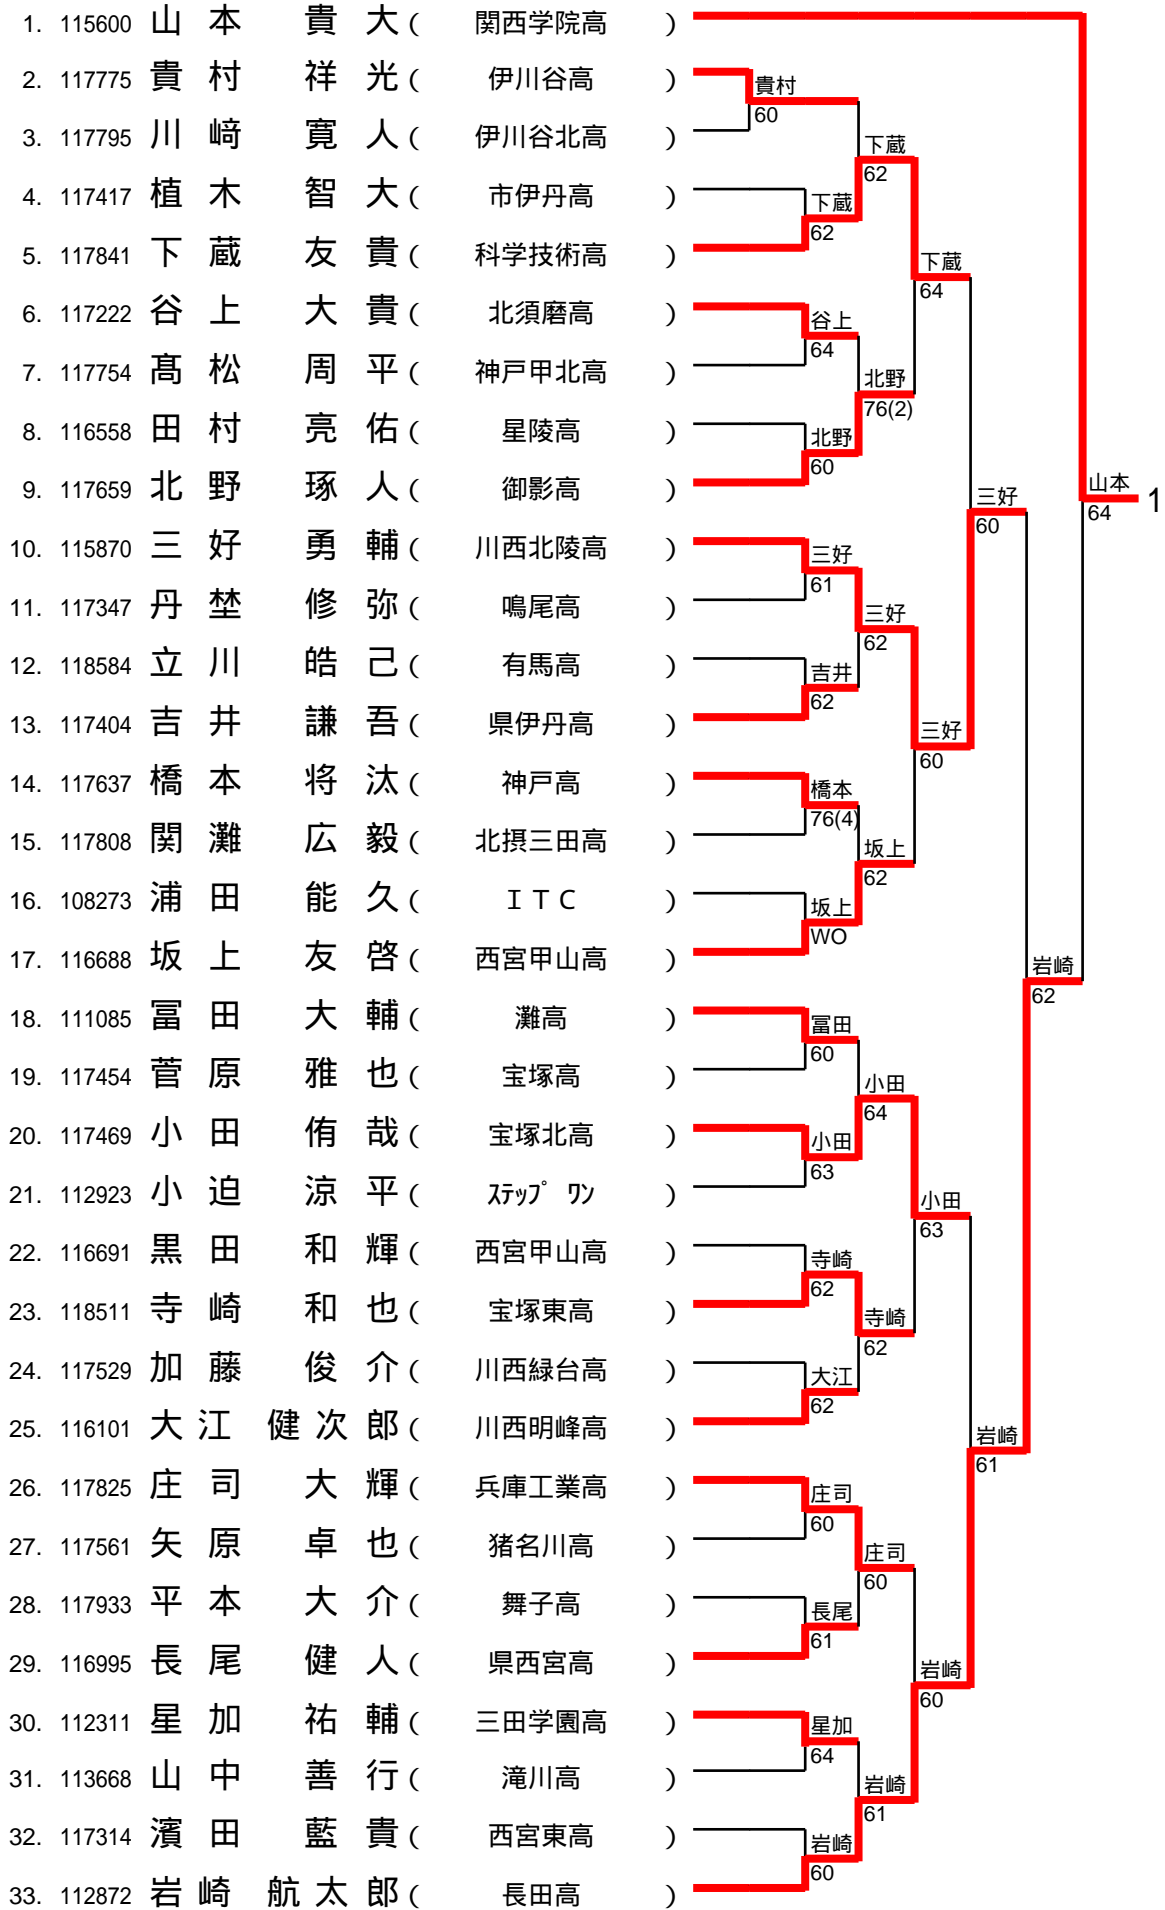 1. 115600 山本 貴大 ( 関西学院高 )
2. 117775 貴村 祥光 ( 伊川谷高 )
貴村
60
3. 117795 川﨑 寛人 ( 伊川谷北高 )
下蔵
62
4. 117417 植木 智大 ( 市伊丹高 )
下蔵
62
5. 117841 下蔵 友貴 ( 科学技術高 )
下蔵
64
6. 117222 谷上 大貴 ( 北須磨高 )
谷上
64
7. 117754 髙松 周平 ( 神戸甲北高 )
北野
76(2)
8. 116558 田村 亮佑 ( 星陵高 )
北野
60
9. 117659 北野 琢人 ( 御影高 )
三好
60
山本
64
1
10. 115870 三好 勇輔 ( 川西北陵高 )
三好
61
11. 117347 丹埜 修弥 ( 鳴尾高 )
三好
62
12. 118584 立川 皓己 ( 有馬高 )
吉井
62
13. 117404 吉井 謙吾 ( 県伊丹高 )
三好
60
14. 117637 橋本 将汰 ( 神戸高 )
橋本
76(4)
15. 117808 関灘 広毅 ( 北摂三田高 )
坂上
62
16. 108273 浦田 能久 ( ＩＴＣ )
坂上
WO
17. 116688 坂上 友啓 ( 西宮甲山高 )
岩崎
62
18. 111085 冨田 大輔 ( 灘高 )
冨田
60
19. 117454 菅原 雅也 ( 宝塚高 )
小田
64
20. 117469 小田 侑哉 ( 宝塚北高 )
小田
63
21. 112923 小迫 涼平 ( ｽﾃｯﾌﾟ ﾜﾝ )
小田
63
22. 116691 黒田 和輝 ( 西宮甲山高 )
寺崎
62
23. 118511 寺崎 和也 ( 宝塚東高 )
寺崎
62
24. 117529 加藤 俊介 ( 川西緑台高 )
大江
62
25. 116101 大江 健次郎 ( 川西明峰高 )
岩崎
61
26. 117825 庄司 大輝 ( 兵庫工業高 )
庄司
60
27. 117561 矢原 卓也 ( 猪名川高 )
庄司
60
28. 117933 平本 大介 ( 舞子高 )
長尾
61
29. 116995 長尾 健人 ( 県西宮高 )
岩崎
60
30. 112311 星加 祐輔 ( 三田学園高 )
星加
64
31. 113668 山中 善行 ( 滝川高 )
岩崎
61
32. 117314 濱田 藍貴 ( 西宮東高 )
岩崎
60
33. 112872 岩崎 航太郎 ( 長田高 )